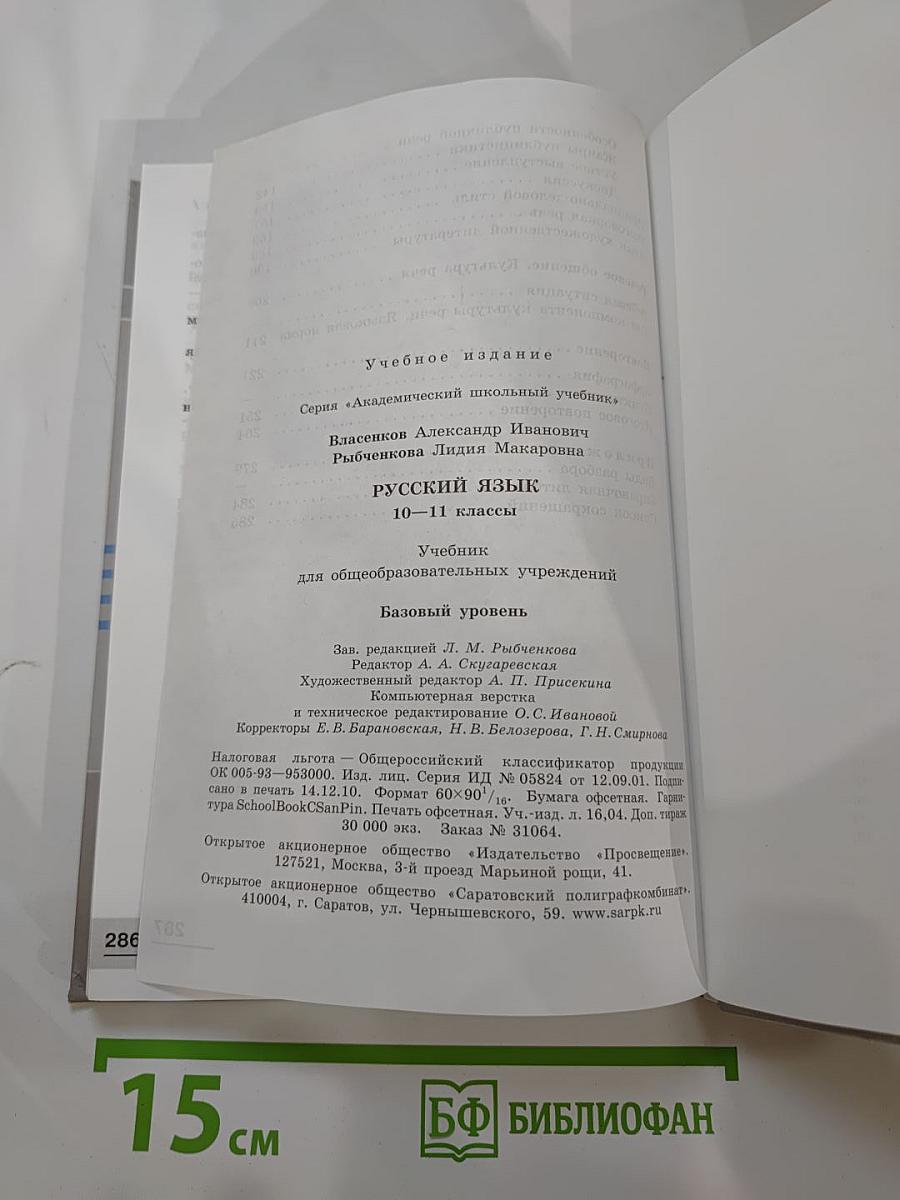 Учебное издание
Серия «Академический школьный учебник»
Власенков Александр Иванович
Рыбченкова Лидия Макаровна
РУССКИЙ ЯЗЫК
10—11 классы
Учебник
для общеобразовательных учреждений
Базовый уровень
Зав. редакцией Л. М. Рыбченкова
Редактор А. А. Скугаревская
Художественный редактор А. П. Присекина
Компьютерная верстка
и техническое редактирование О. С. Ивановой
Корректоры Е. В. Барановская, Н. В. Белозерова, Г. Н. Смирнова
Налоговая льгота — Общероссийский классификатор продукции
ОК 005-93—953000. Изд. лиц. Серия ИД № 05824 от 12.09.01. Подпи-
сано в печать 14.12.10. Формат 60×90 1/16. Бумага офсетная. Гарни-
тура SchoolBookCSanPin. Печать офсетная. Уч.-изд. л. 16,04. Доп. тираж
30 000 экз. Заказ № 31064.
Открытое акционерное общество «Издательство «Просвещение».
127521, Москва, 3-й проезд Марьиной рощи, 41.
Открытое акционерное общество «Саратовский полиграфкомбинат».
410004, г. Саратов, ул. Чернышевского, 59. www.sarpk.ru
286
15 см
БФ БИБЛИОФАН